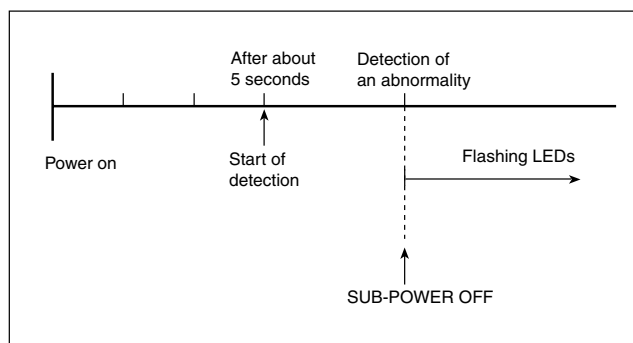 After about
5 seconds
Detection of
an abnormality
Power on
Start of
detection
Flashing LEDs
SUB-POWER OFF